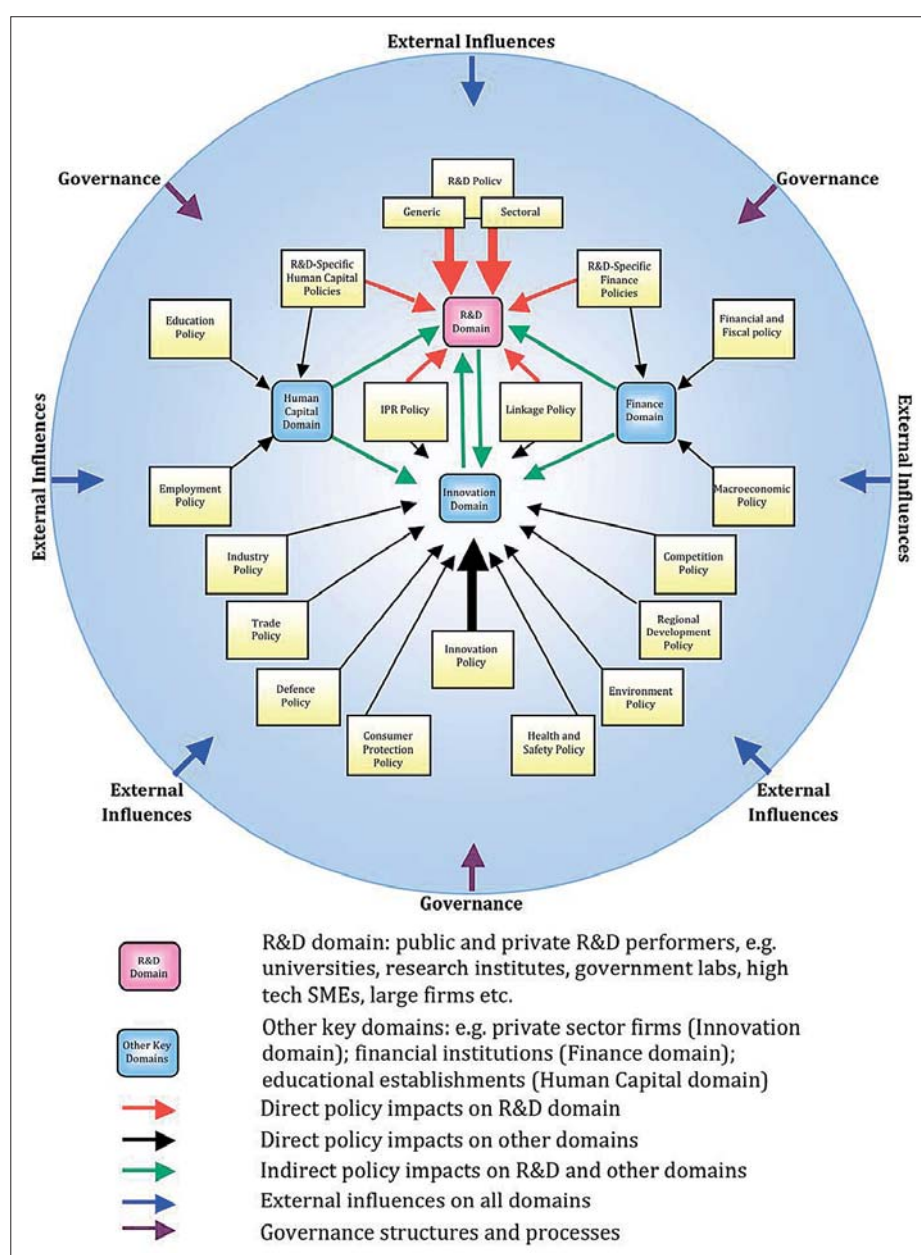 External Influences
Governance
Governance
R&D Policy
Generic
Sectoral
R&D-Specific
Human Capital
Policies
R&D-Specific
Finance
Policies
Education
Policy
R&D
Domain
Financial and
Fiscal policy
Human
Capital
Domain
IPR Policy
Linkage Policy
Finance
Domain
External Influences
External Influences
Employment
Policy
Innovation
Domain
Macroeconomic
Policy
Industry
Policy
Competition
Policy
Trade
Policy
Regional
Development
Policy
Innovation
Policy
Defence
Policy
Environment
Policy
Consumer
Protection
Policy
Health and
Safety Policy
External
Influences
External
Influences
Governance
R&D
Domain
R&D domain: public and private R&D performers, e.g.
universities, research institutes, government labs, high
tech SMEs, large firms etc.
Other Key
Domains
Other key domains: e.g. private sector firms (Innovation
domain); financial institutions (Finance domain);
educational establishments (Human Capital domain)
Direct policy impacts on R&D domain
Direct policy impacts on other domains
Indirect policy impacts on R&D and other domains
External influences on all domains
Governance structures and processes